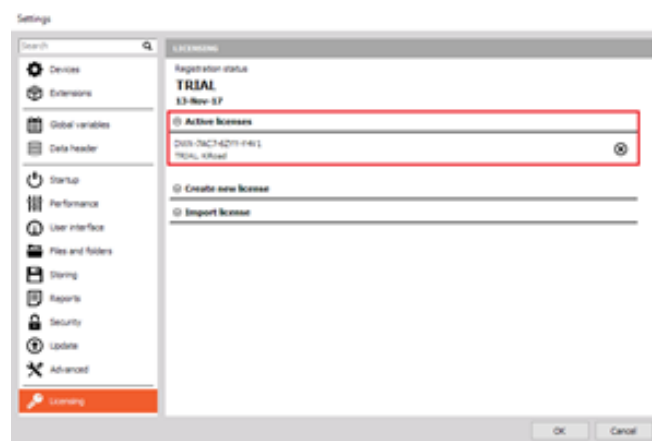 Settings
Search
Devices
Extensions
Global variables
Data header
Startup
Performance
User interface
Files and folders
Storing
Reports
Security
Update
Advanced
Licensing
LICENSING
Registration status
TRIAL
13-Nov-17
Active licenses
TRIAL, KRoad
Create new license
Import license
OK
Cancel